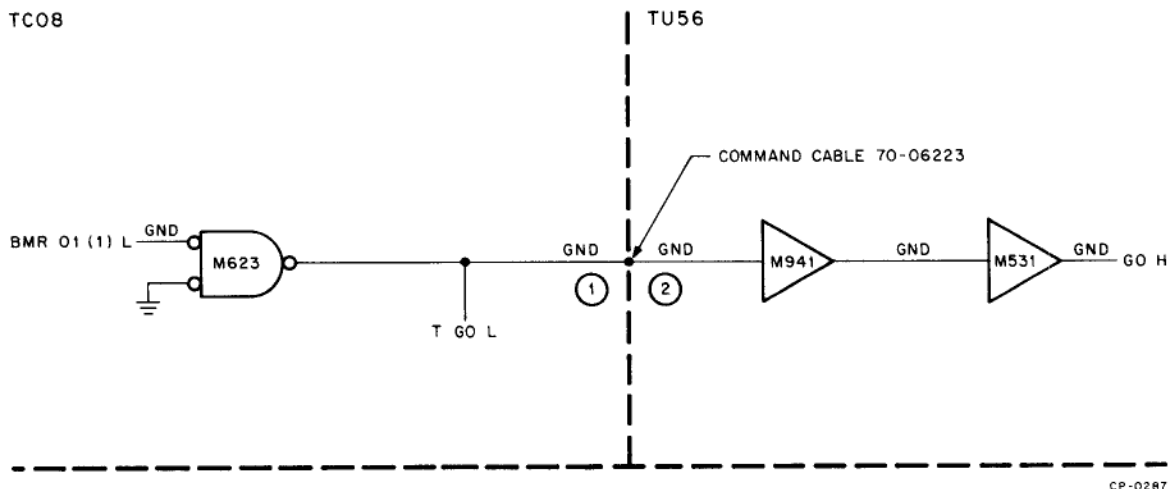 TC08
TU56
COMMAND CABLE 70-06223
BMR 01 (1) L
GND
M623
GND
GND
M941
GND
M531
GND
GO H
1
2
T GO L
CP-0287